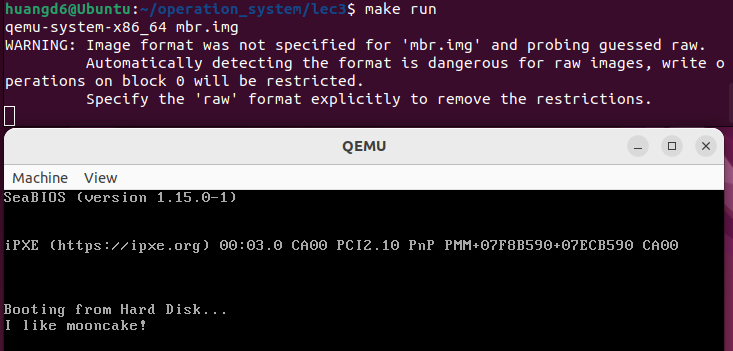 huangd6@Ubuntu:~/operation_system/lec3$ make run
qemu-system-x86_64 mbr.img
WARNING: Image format was not specified for 'mbr.img' and probing guessed raw.
         Automatically detecting the format is dangerous for raw images, write o
perations on block 0 will be restricted.
         Specify the 'raw' format explicitly to remove the restrictions.
QEMU
Machine View
SeaBIOS (version 1.15.0-1)
iPXE (https://ipxe.org) 00:03.0 CA00 PCI2.10 PnP PMM+07F8B590+07ECB590 CA00
Booting from Hard Disk...
I like mooncake!